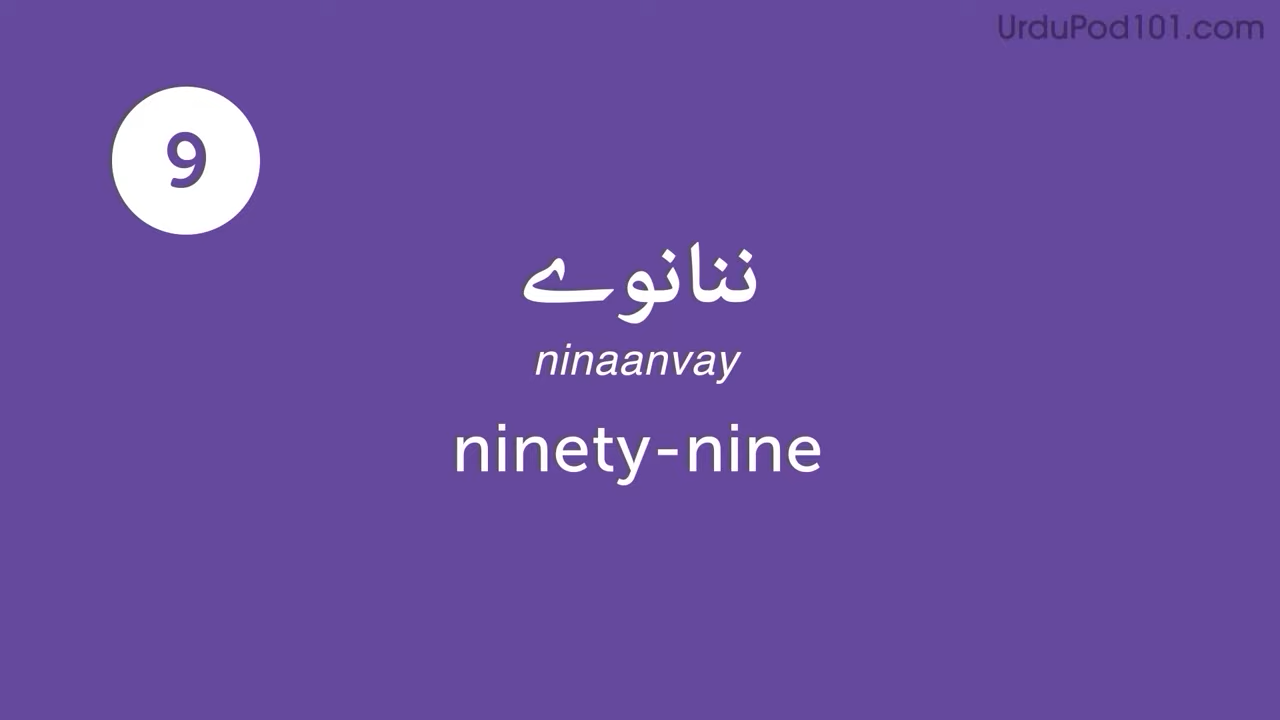 UrduPod101.com
9
ننانوے
ninaanvay
ninety-nine